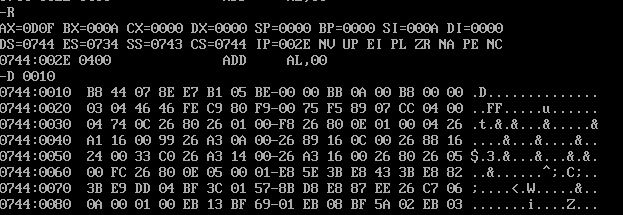 -R
AX=0D0F BX=000A CX=0000 DX=0000 SP=0000 BP=0000 SI=000A DI=0000
DS=0744 ES=0734 SS=0743 CS=0744 IP=002E NV UP EI PL ZR NA PE NC
0744:002E 0400 ADD AL,00
-D 0010
0744:0010 B8 44 07 8E E7 B1 05 BE-00 00 BB 0A 00 B8 00 00 .D..............
0744:0020 03 04 46 46 FE C9 80 F9-00 75 F5 89 07 CC 04 00 ..FF.....u......
0744:0030 04 74 0C 26 80 26 01 00-F8 26 80 0E 01 00 04 26 .t.&.&...&.....&
0744:0040 A1 16 00 99 26 A3 0A 00-26 89 16 0C 00 26 88 16 ....&...&....&..
0744:0050 24 00 33 C0 26 A3 14 00-26 A3 16 00 26 80 26 05 $.3.&...&...&.&.
0744:0060 00 FC 26 80 0E 05 00 01-E8 5E 3B E8 43 3B E8 82 ..&......^;.C;..
0744:0070 3B E9 DD 04 BF 3C 01 57-8B D8 E8 87 EE 26 C7 06 ;....<.W.....&..
0744:0080 0A 00 01 00 EB 13 BF 69-01 EB 08 BF 5A 02 EB 03 .......i....Z...